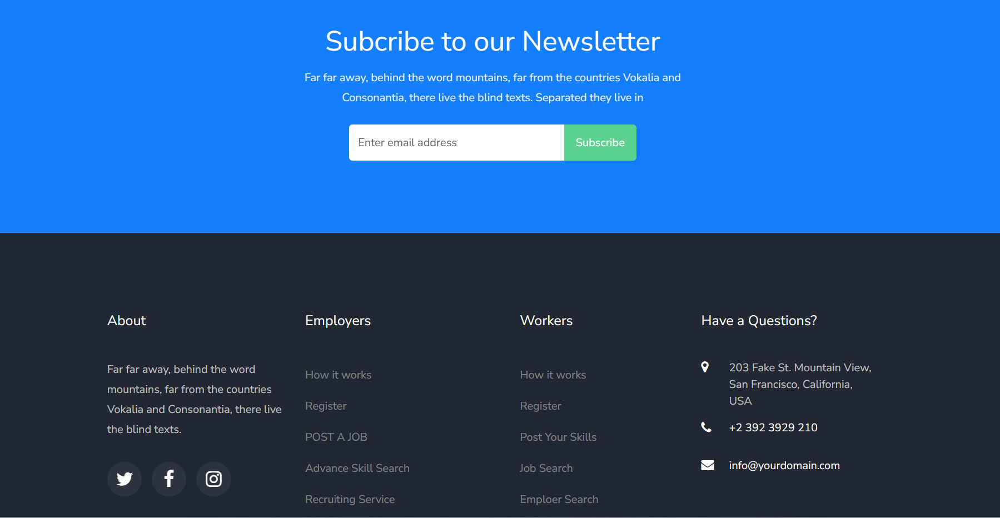 Subcribe to our Newsletter
Far far away, behind the word mountains, far from the countries Vokalia and
Consonantia, there live the blind texts. Separated they live in
Enter email address
Subscribe
About
Far far away, behind the word
mountains, far from the countries
Vokalia and Consonantia, there live
the blind texts.
Employers
How it works
Register
POST A JOB
Advance Skill Search
Recruiting Service
Workers
How it works
Register
Post Your Skills
Job Search
Emploer Search
Have a Questions?
203 Fake St. Mountain View,
San Francisco, California,
USA
+2 392 3929 210
info@yourdomain.com